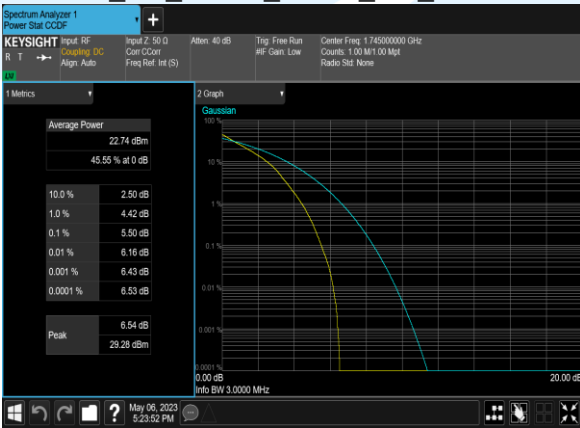 Spectrum Analyzer 1
Power Stat CCDF
KEYSIGHT
R T
LU
Input: RF
Coupling: DC
Align: Auto
Input Z: 50 Ω
Corr CCorr
Freq Ref: Int (S)
Atten: 40 dB
Trig: Free Run
#IF Gain: Low
Center Freq: 1.745000000 GHz
Counts: 1.00 M/1.00 Mpt
Radio Std: None
1 Metrics
Average Power
22.74 dBm
45.55 % at 0 dB
10.0 % 2.50 dB
1.0 % 4.42 dB
0.1 % 5.50 dB
0.01 % 6.16 dB
0.001 % 6.43 dB
0.0001 % 6.53 dB
Peak
6.54 dB
29.28 dBm
2 Graph
Gaussian
100 %
10 %
1 %
0.1 %
0.01 %
0.001 %
0.0001 %
0.00 dB
20.00 dB
Info BW 3.0000 MHz
?
May 06, 2023
5:23:52 PM